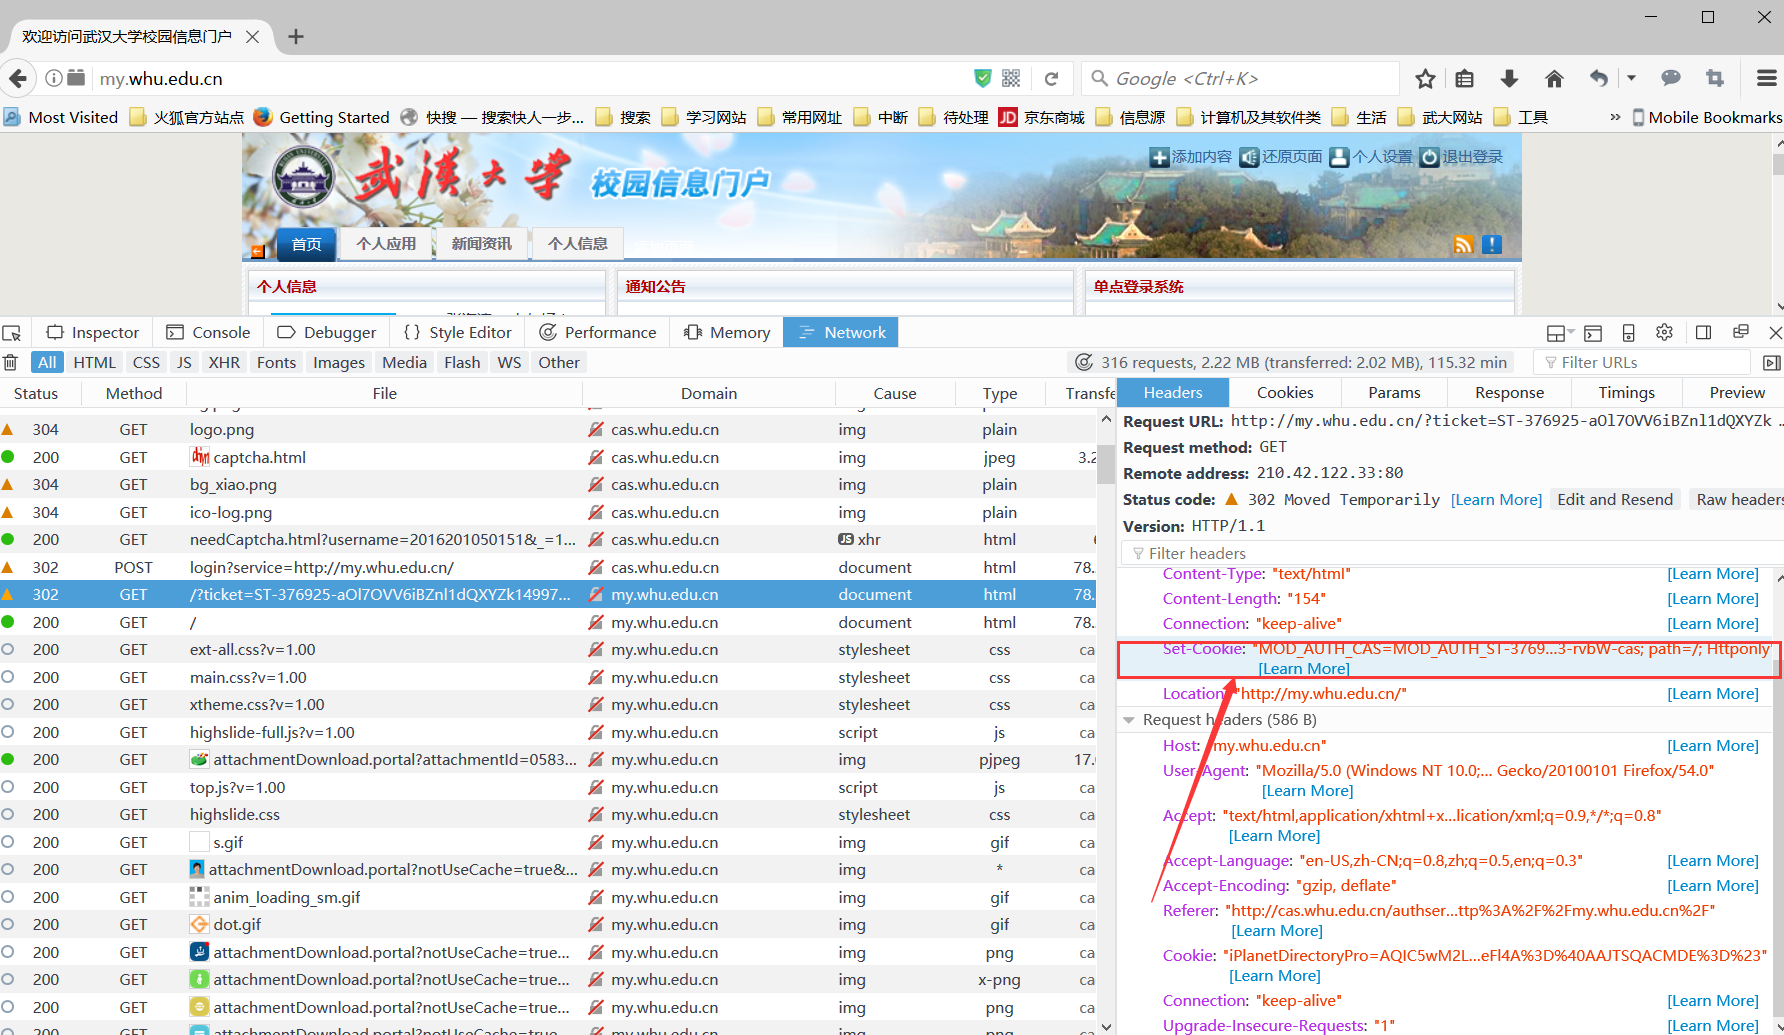 欢迎访问武汉大学校园信息门户
my.whu.edu.cn
Google <Ctrl+K>
Most Visited 火狐官方站点 Getting Started 快搜 — 搜索快人一步... 搜索 学习网站 常用网址 中断 待处理 JD 京东商城 信息源 计算机及其软件类 生活 武大网站 工具 » Mobile Bookmarks
武漢大學 校园信息门户
添加内容 还原页面 个人设置 退出登录
首页 个人应用 新闻资讯 个人信息
个人信息 通知公告 单点登录系统
Inspector Console Debugger {} Style Editor Performance Memory Network
All HTML CSS JS XHR Fonts Images Media Flash WS Other 316 requests, 2.22 MB (transferred: 2.02 MB), 115.32 min Filter URLs
Status Method File Domain Cause Type Transfe
304 GET logo.png cas.whu.edu.cn img plain
200 GET captcha.html cas.whu.edu.cn img jpeg 3.2
304 GET bg_xiao.png cas.whu.edu.cn img plain
304 GET ico-log.png cas.whu.edu.cn img plain
200 GET needCaptcha.html?username=2016201050151&_=1... cas.whu.edu.cn JS xhr html
302 POST login?service=http://my.whu.edu.cn/ cas.whu.edu.cn document html 78.
302 GET /?ticket=ST-376925-aOl7OVV6iBZnl1dQXYZk14997... my.whu.edu.cn document html 78.
200 GET / my.whu.edu.cn document html 78.
200 GET ext-all.css?v=1.00 my.whu.edu.cn stylesheet css ca
200 GET main.css?v=1.00 my.whu.edu.cn stylesheet css ca
200 GET xtheme.css?v=1.00 my.whu.edu.cn stylesheet css ca
200 GET highslide-full.js?v=1.00 my.whu.edu.cn script js ca
200 GET attachmentDownload.portal?attachmentId=0583... my.whu.edu.cn img pjpeg 17.
200 GET top.js?v=1.00 my.whu.edu.cn script js ca
200 GET highslide.css my.whu.edu.cn stylesheet css ca
200 GET s.gif my.whu.edu.cn img gif ca
200 GET attachmentDownload.portal?notUseCache=true&... my.whu.edu.cn img * ca
200 GET anim_loading_sm.gif my.whu.edu.cn img gif ca
200 GET dot.gif my.whu.edu.cn img gif ca
200 GET attachmentDownload.portal?notUseCache=true... my.whu.edu.cn img png ca
200 GET attachmentDownload.portal?notUseCache=true... my.whu.edu.cn img x-png ca
200 GET attachmentDownload.portal?notUseCache=true... my.whu.edu.cn img png ca
200 GET attachmentDownload.portal?notUseCache=true... my.whu.edu.cn img png ca
Headers Cookies Params Response Timings Preview
Request URL: http://my.whu.edu.cn/?ticket=ST-376925-aOl7OVV6iBZnl1dQXYZk ..
Request method: GET
Remote address: 210.42.122.33:80
Status code: 302 Moved Temporarily [Learn More] Edit and Resend Raw headers
Version: HTTP/1.1
Filter headers
Content-Type: "text/html" [Learn More]
Content-Length: "154" [Learn More]
Connection: "keep-alive" [Learn More]
Set-Cookie: "MOD_AUTH_CAS=MOD_AUTH_ST-3769...3-rvbW-cas; path=/; Httponly"
[Learn More]
Location: "http://my.whu.edu.cn/" [Learn More]
Request headers (586 B)
Host: "my.whu.edu.cn" [Learn More]
User-Agent: "Mozilla/5.0 (Windows NT 10.0;... Gecko/20100101 Firefox/54.0"
[Learn More]
Accept: "text/html,application/xhtml+x...lication/xml;q=0.9,*/*;q=0.8"
[Learn More]
Accept-Language: "en-US,zh-CN;q=0.8,zh;q=0.5,en;q=0.3" [Learn More]
Accept-Encoding: "gzip, deflate" [Learn More]
Referer: "http://cas.whu.edu.cn/authser...ttp%3A%2F%2Fmy.whu.edu.cn%2F"
[Learn More]
Cookie: "iPlanetDirectoryPro=AQIC5wM2L...eFl4A%3D%40AAJTSQACMDE%3D%23"
[Learn More]
Connection: "keep-alive" [Learn More]
Upgrade-Insecure-Requests: "1" [Learn More]